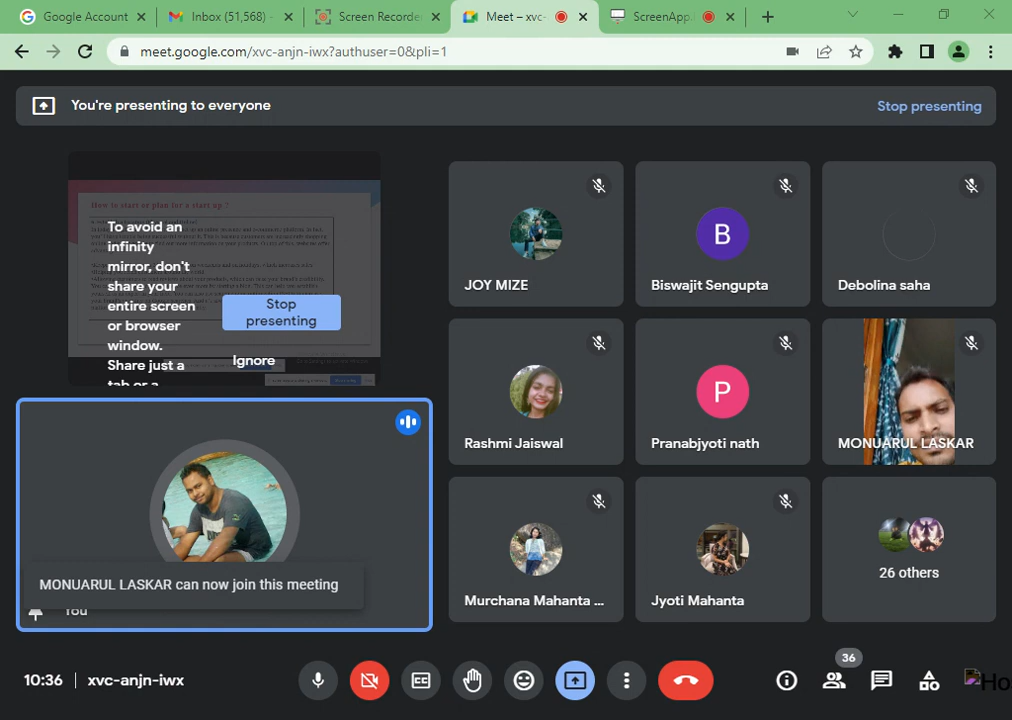 Google Account
Inbox (51,568)
Screen Recorde
Meet – xvc-
ScreenApp.
meet.google.com/xvc-anjn-iwx?authuser=0&pli=1
You're presenting to everyone
Stop presenting
How to start or plan for a start up ?
To avoid an
infinity
mirror, don't
share your
entire screen
or browser
window.
Share just a
tab or a
Stop
presenting
Ignore
JOY MIZE
B
Biswajit Sengupta
Debolina saha
Rashmi Jaiswal
P
Pranabjyoti nath
MONUARUL LASKAR
Murchana Mahanta ...
Jyoti Mahanta
26 others
MONUARUL LASKAR can now join this meeting
You
10:36
xvc-anjn-iwx
36
Ho